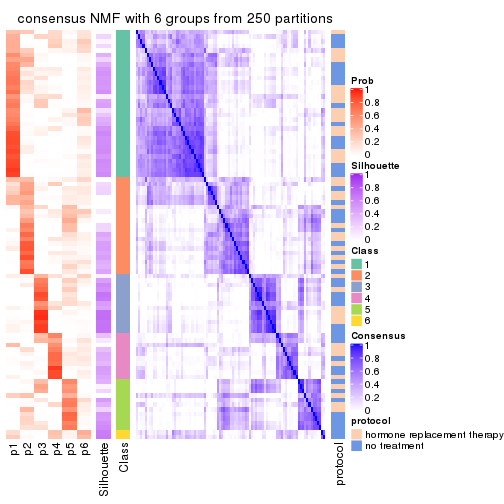 consensus NMF with 6 groups from 250 partitions
Prob
1
0.8
0.6
0.4
0.2
0
Silhouette
1
0.8
0.6
0.4
0.2
0
Class
1
2
3
4
5
6
Consensus
1
0.8
0.6
0.4
0.2
0
protocol
hormone replacement therapy
no treatment
p1
p2
p3
p4
p5
p6
Silhouette
Class
protocol